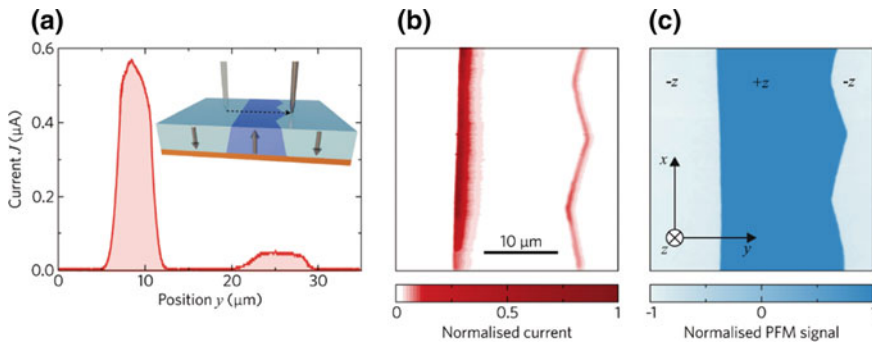 (a)
0.6
0.4
0.2
0.0
Current J (μA)
0
10
20
30
Position y (μm)
(b)
10 μm
0
0.5
1
Normalised current
(c)
-z
+z
-z
x
z
y
-1
0
1
Normalised PFM signal